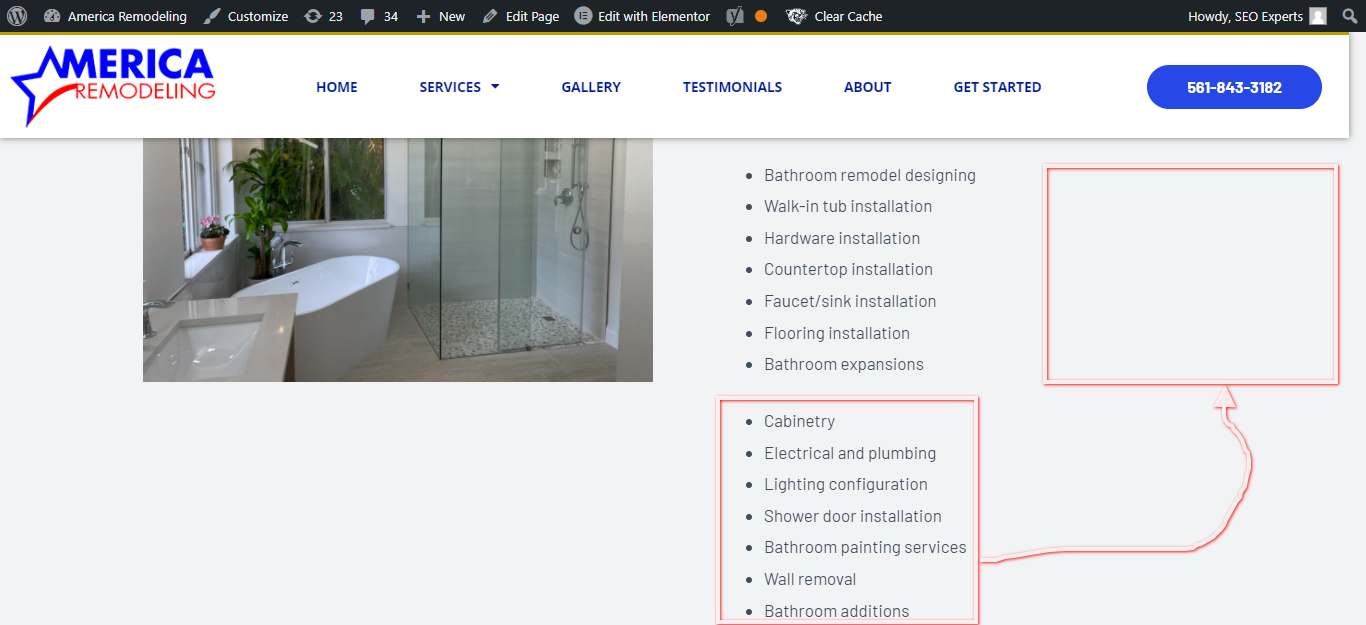 America Remodeling Customize 23 34 New Edit Page Edit with Elementor Clear Cache Howdy, SEO Experts
AMERICA
REMODELING
HOME SERVICES GALLERY TESTIMONIALS ABOUT GET STARTED 561-843-3182
Bathroom remodel designing
Walk-in tub installation
Hardware installation
Countertop installation
Faucet/sink installation
Flooring installation
Bathroom expansions
Cabinetry
Electrical and plumbing
Lighting configuration
Shower door installation
Bathroom painting services
Wall removal
Bathroom additions